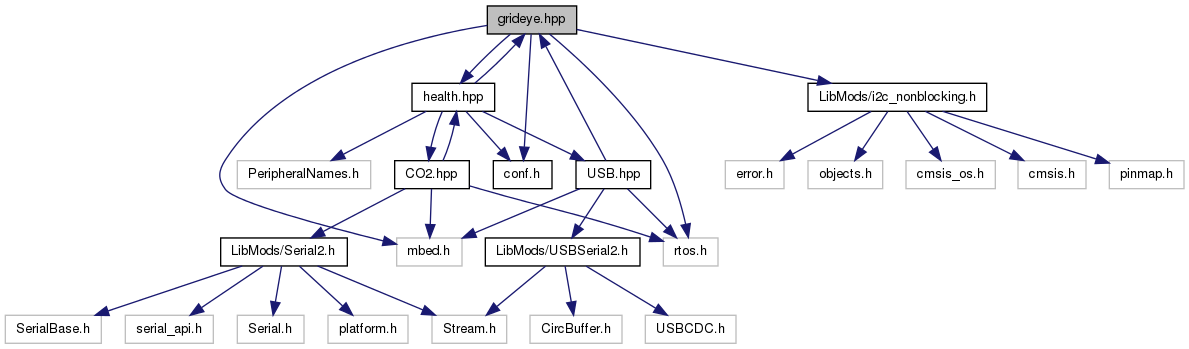 grideye.hpp
health.hpp
LibMods/i2c_nonblocking.h
PeripheralNames.h
CO2.hpp
conf.h
USB.hpp
error.h
objects.h
cmsis_os.h
cmsis.h
pinmap.h
LibMods/Serial2.h
mbed.h
LibMods/USBSerial2.h
rtos.h
SerialBase.h
serial_api.h
Serial.h
platform.h
Stream.h
CircBuffer.h
USBCDC.h